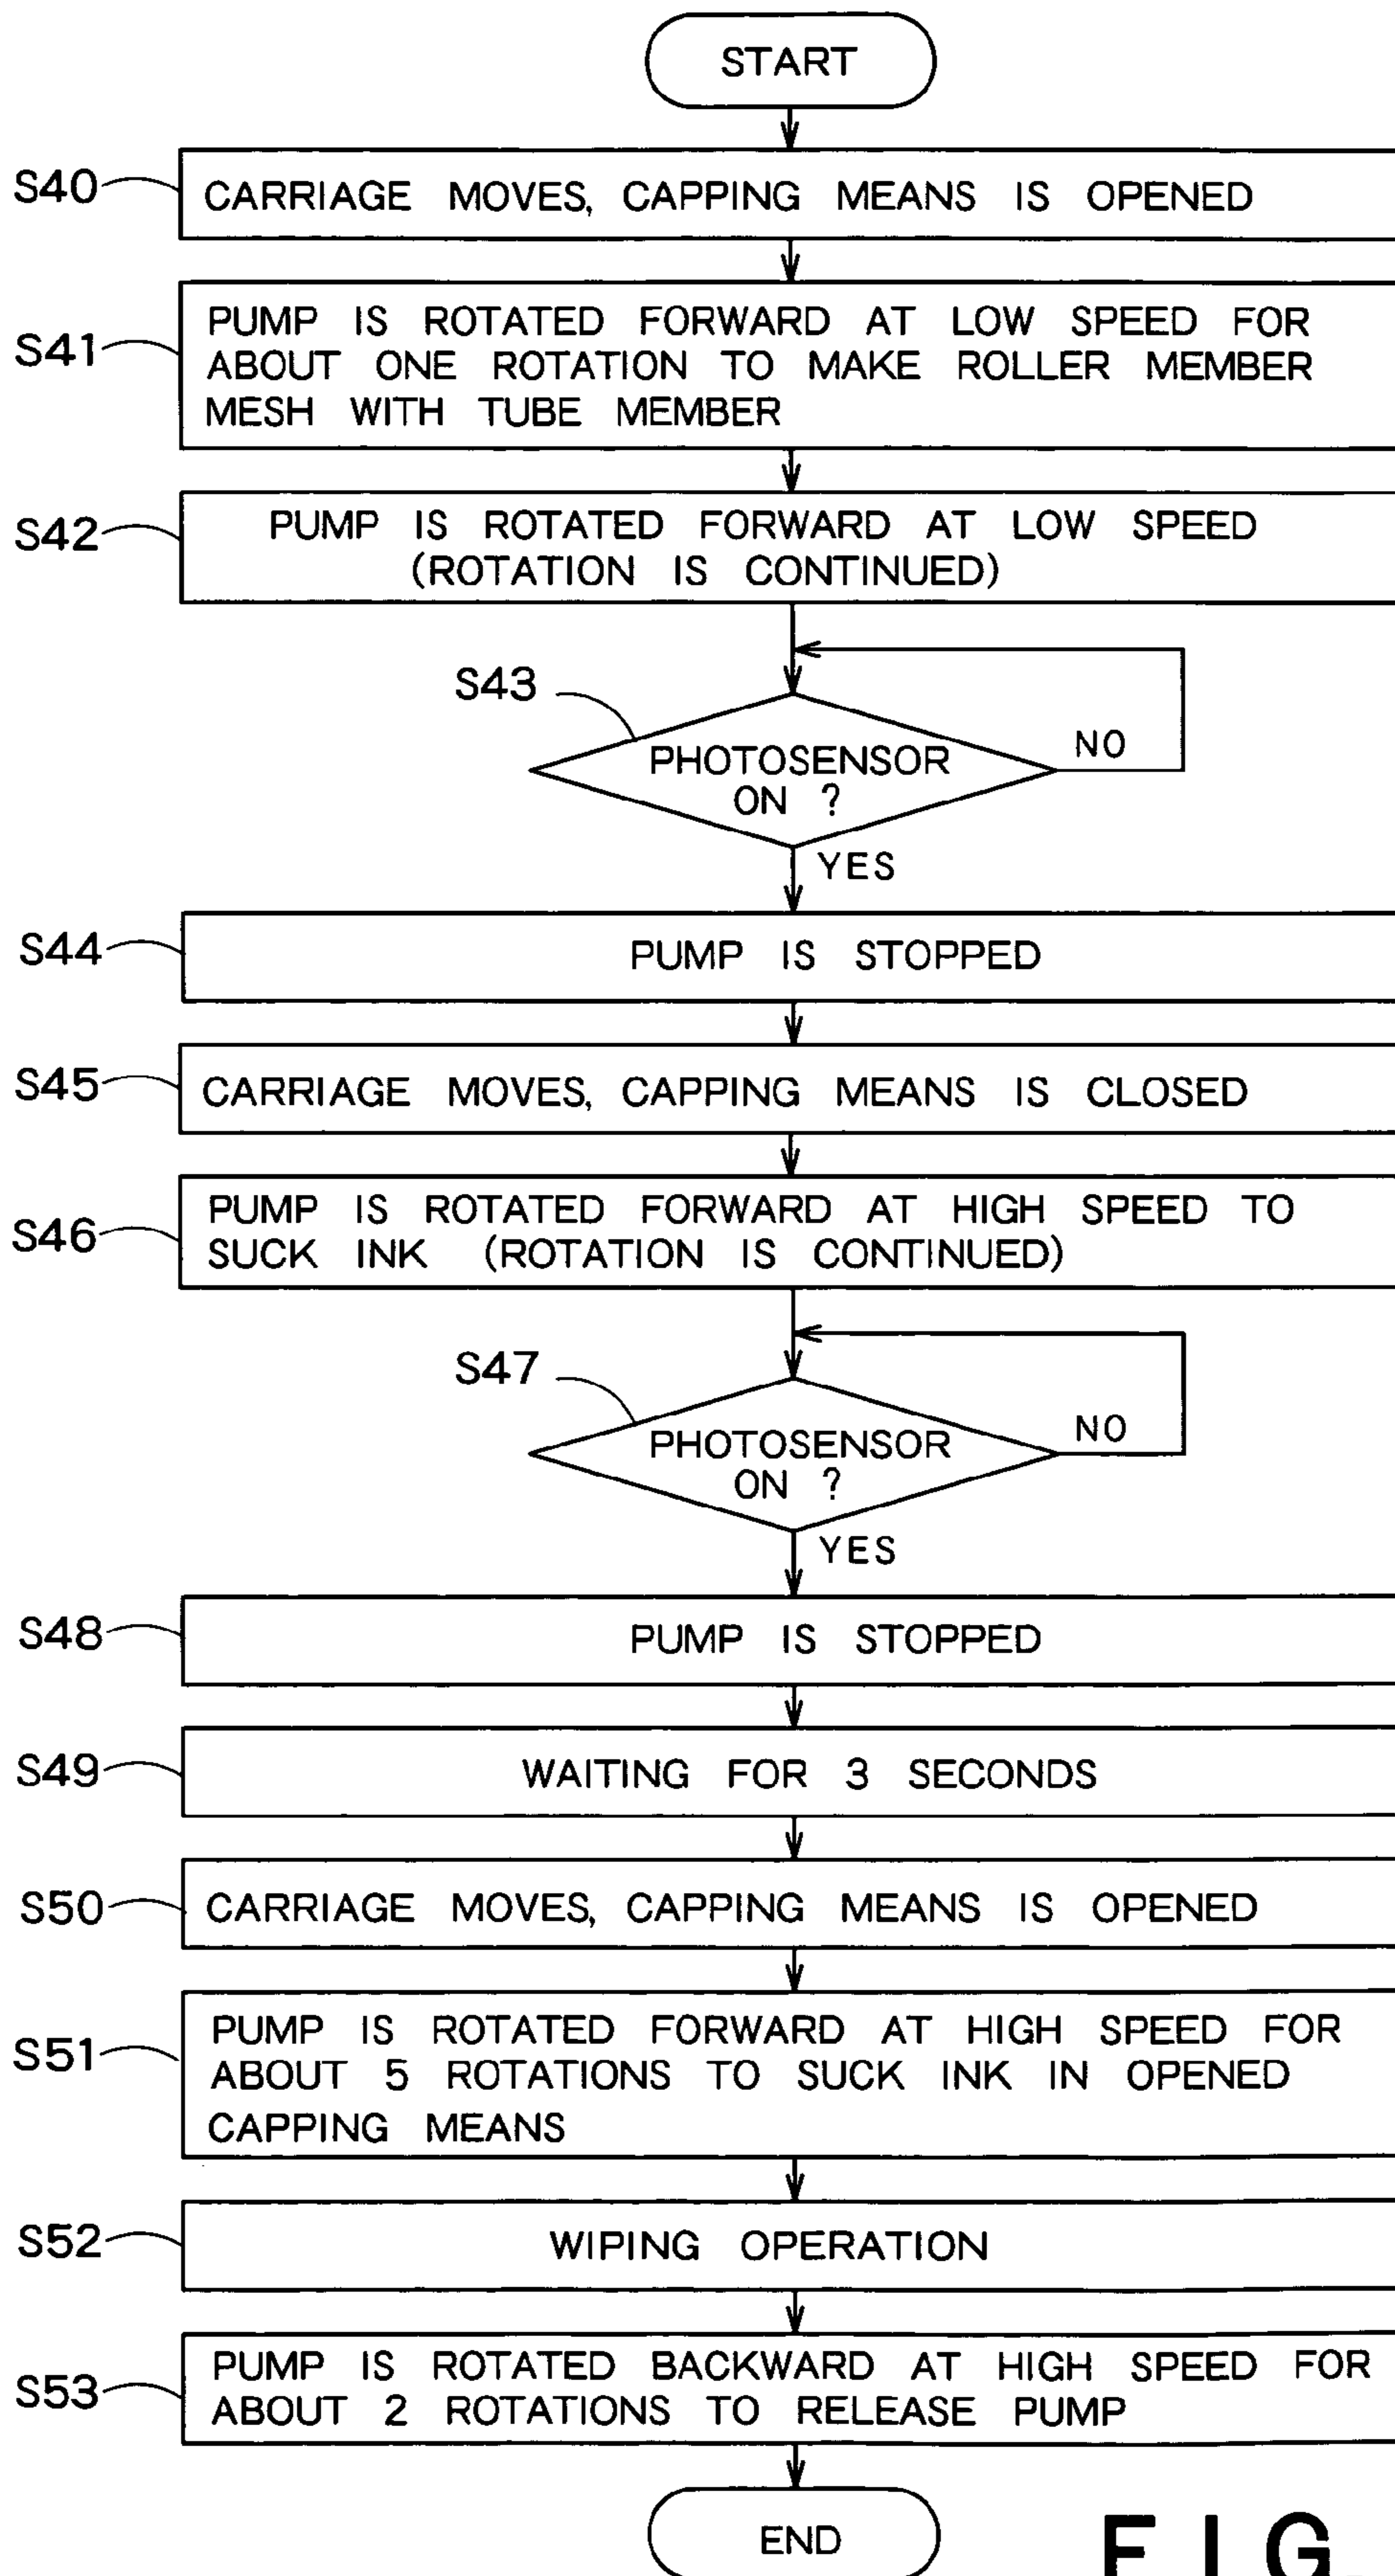 START
S40
CARRIAGE MOVES, CAPPING MEANS IS OPENED
S41
PUMP IS ROTATED FORWARD AT LOW SPEED FOR
ABOUT ONE ROTATION TO MAKE ROLLER MEMBER
MESH WITH TUBE MEMBER
S42
PUMP IS ROTATED FORWARD AT LOW SPEED
(ROTATION IS CONTINUED)
S43
PHOTOSENSOR
ON ?
NO
YES
S44
PUMP IS STOPPED
S45
CARRIAGE MOVES, CAPPING MEANS IS CLOSED
S46
PUMP IS ROTATED FORWARD AT HIGH SPEED TO
SUCK INK (ROTATION IS CONTINUED)
S47
PHOTOSENSOR
ON ?
NO
YES
S48
PUMP IS STOPPED
S49
WAITING FOR 3 SECONDS
S50
CARRIAGE MOVES, CAPPING MEANS IS OPENED
S51
PUMP IS ROTATED FORWARD AT HIGH SPEED FOR
ABOUT 5 ROTATIONS TO SUCK INK IN OPENED
CAPPING MEANS
S52
WIPING OPERATION
S53
PUMP IS ROTATED BACKWARD AT HIGH SPEED FOR
ABOUT 2 ROTATIONS TO RELEASE PUMP
END
FIG.